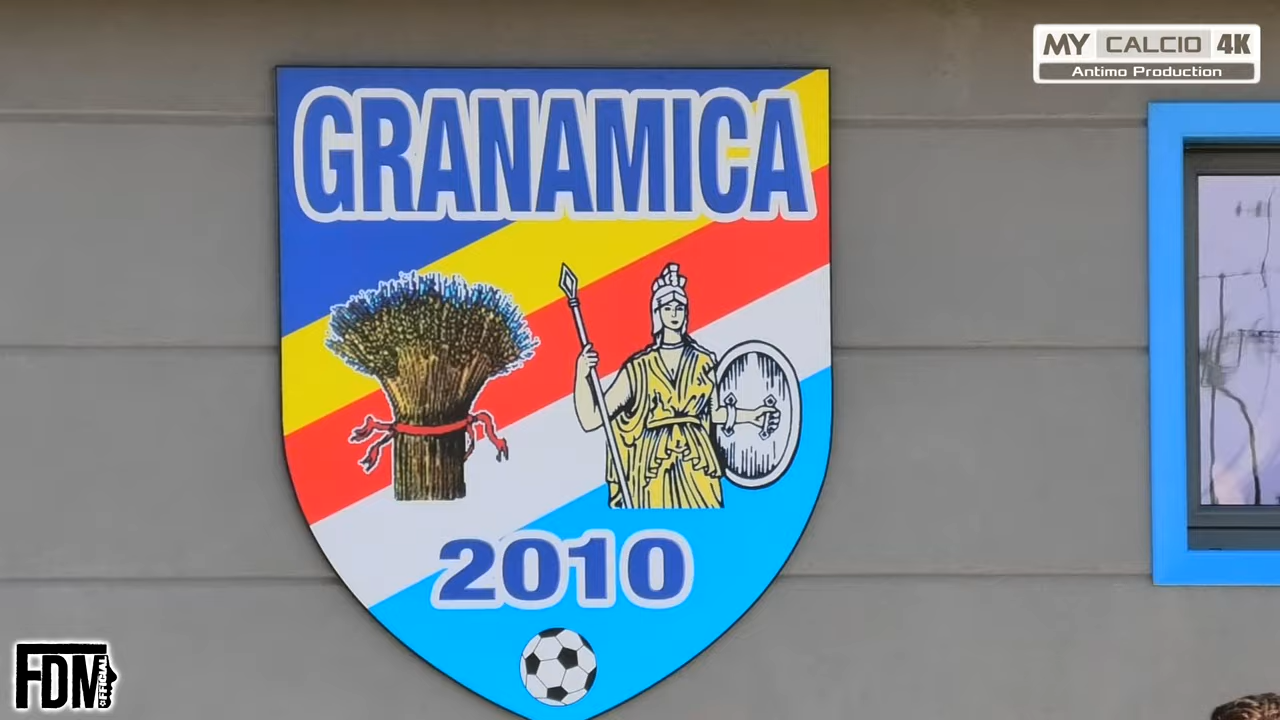 GRANAMICA
2010
MY CALCIO 4K
Antimo Production
FDM
OFFICIAL